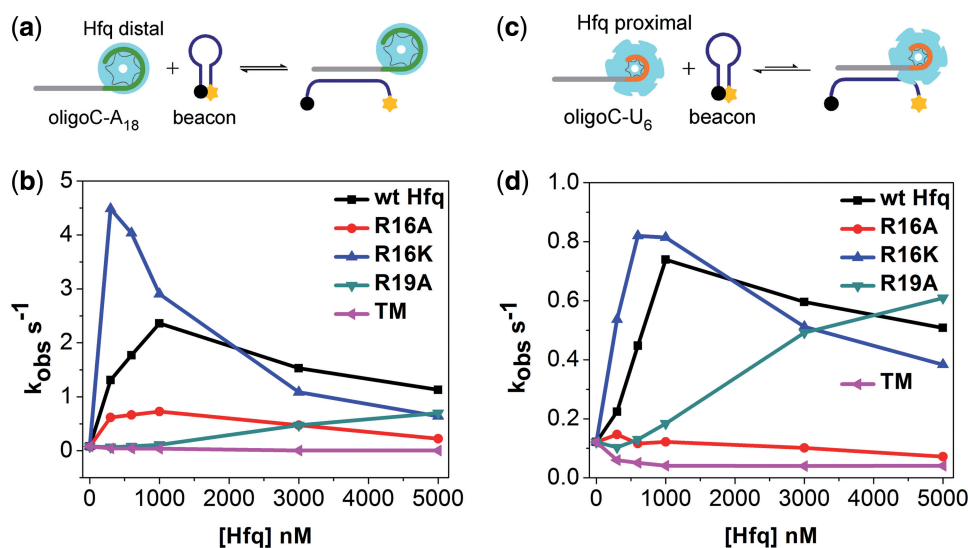 (a)
Hfq distal
+
oligoC-A18
beacon
(c)
Hfq proximal
+
oligoC-U6
beacon
(b)
kobs s-1
5
4
3
2
1
0
wt Hfq
R16A
R16K
R19A
TM
0 1000 2000 3000 4000 5000
[Hfq] nM
(d)
kobs s-1
1.0
0.8
0.6
0.4
0.2
0.0
wt Hfq
R16A
R16K
R19A
TM
0 1000 2000 3000 4000 5000
[Hfq] nM